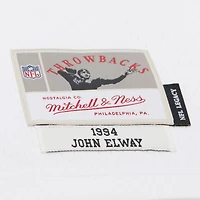 THROWBACKS
NFL
NOSTALGIA CO.
Mitchell & Ness
PHILADELPHIA, PA.
NFL LEGACY
1994
JOHN ELWAY